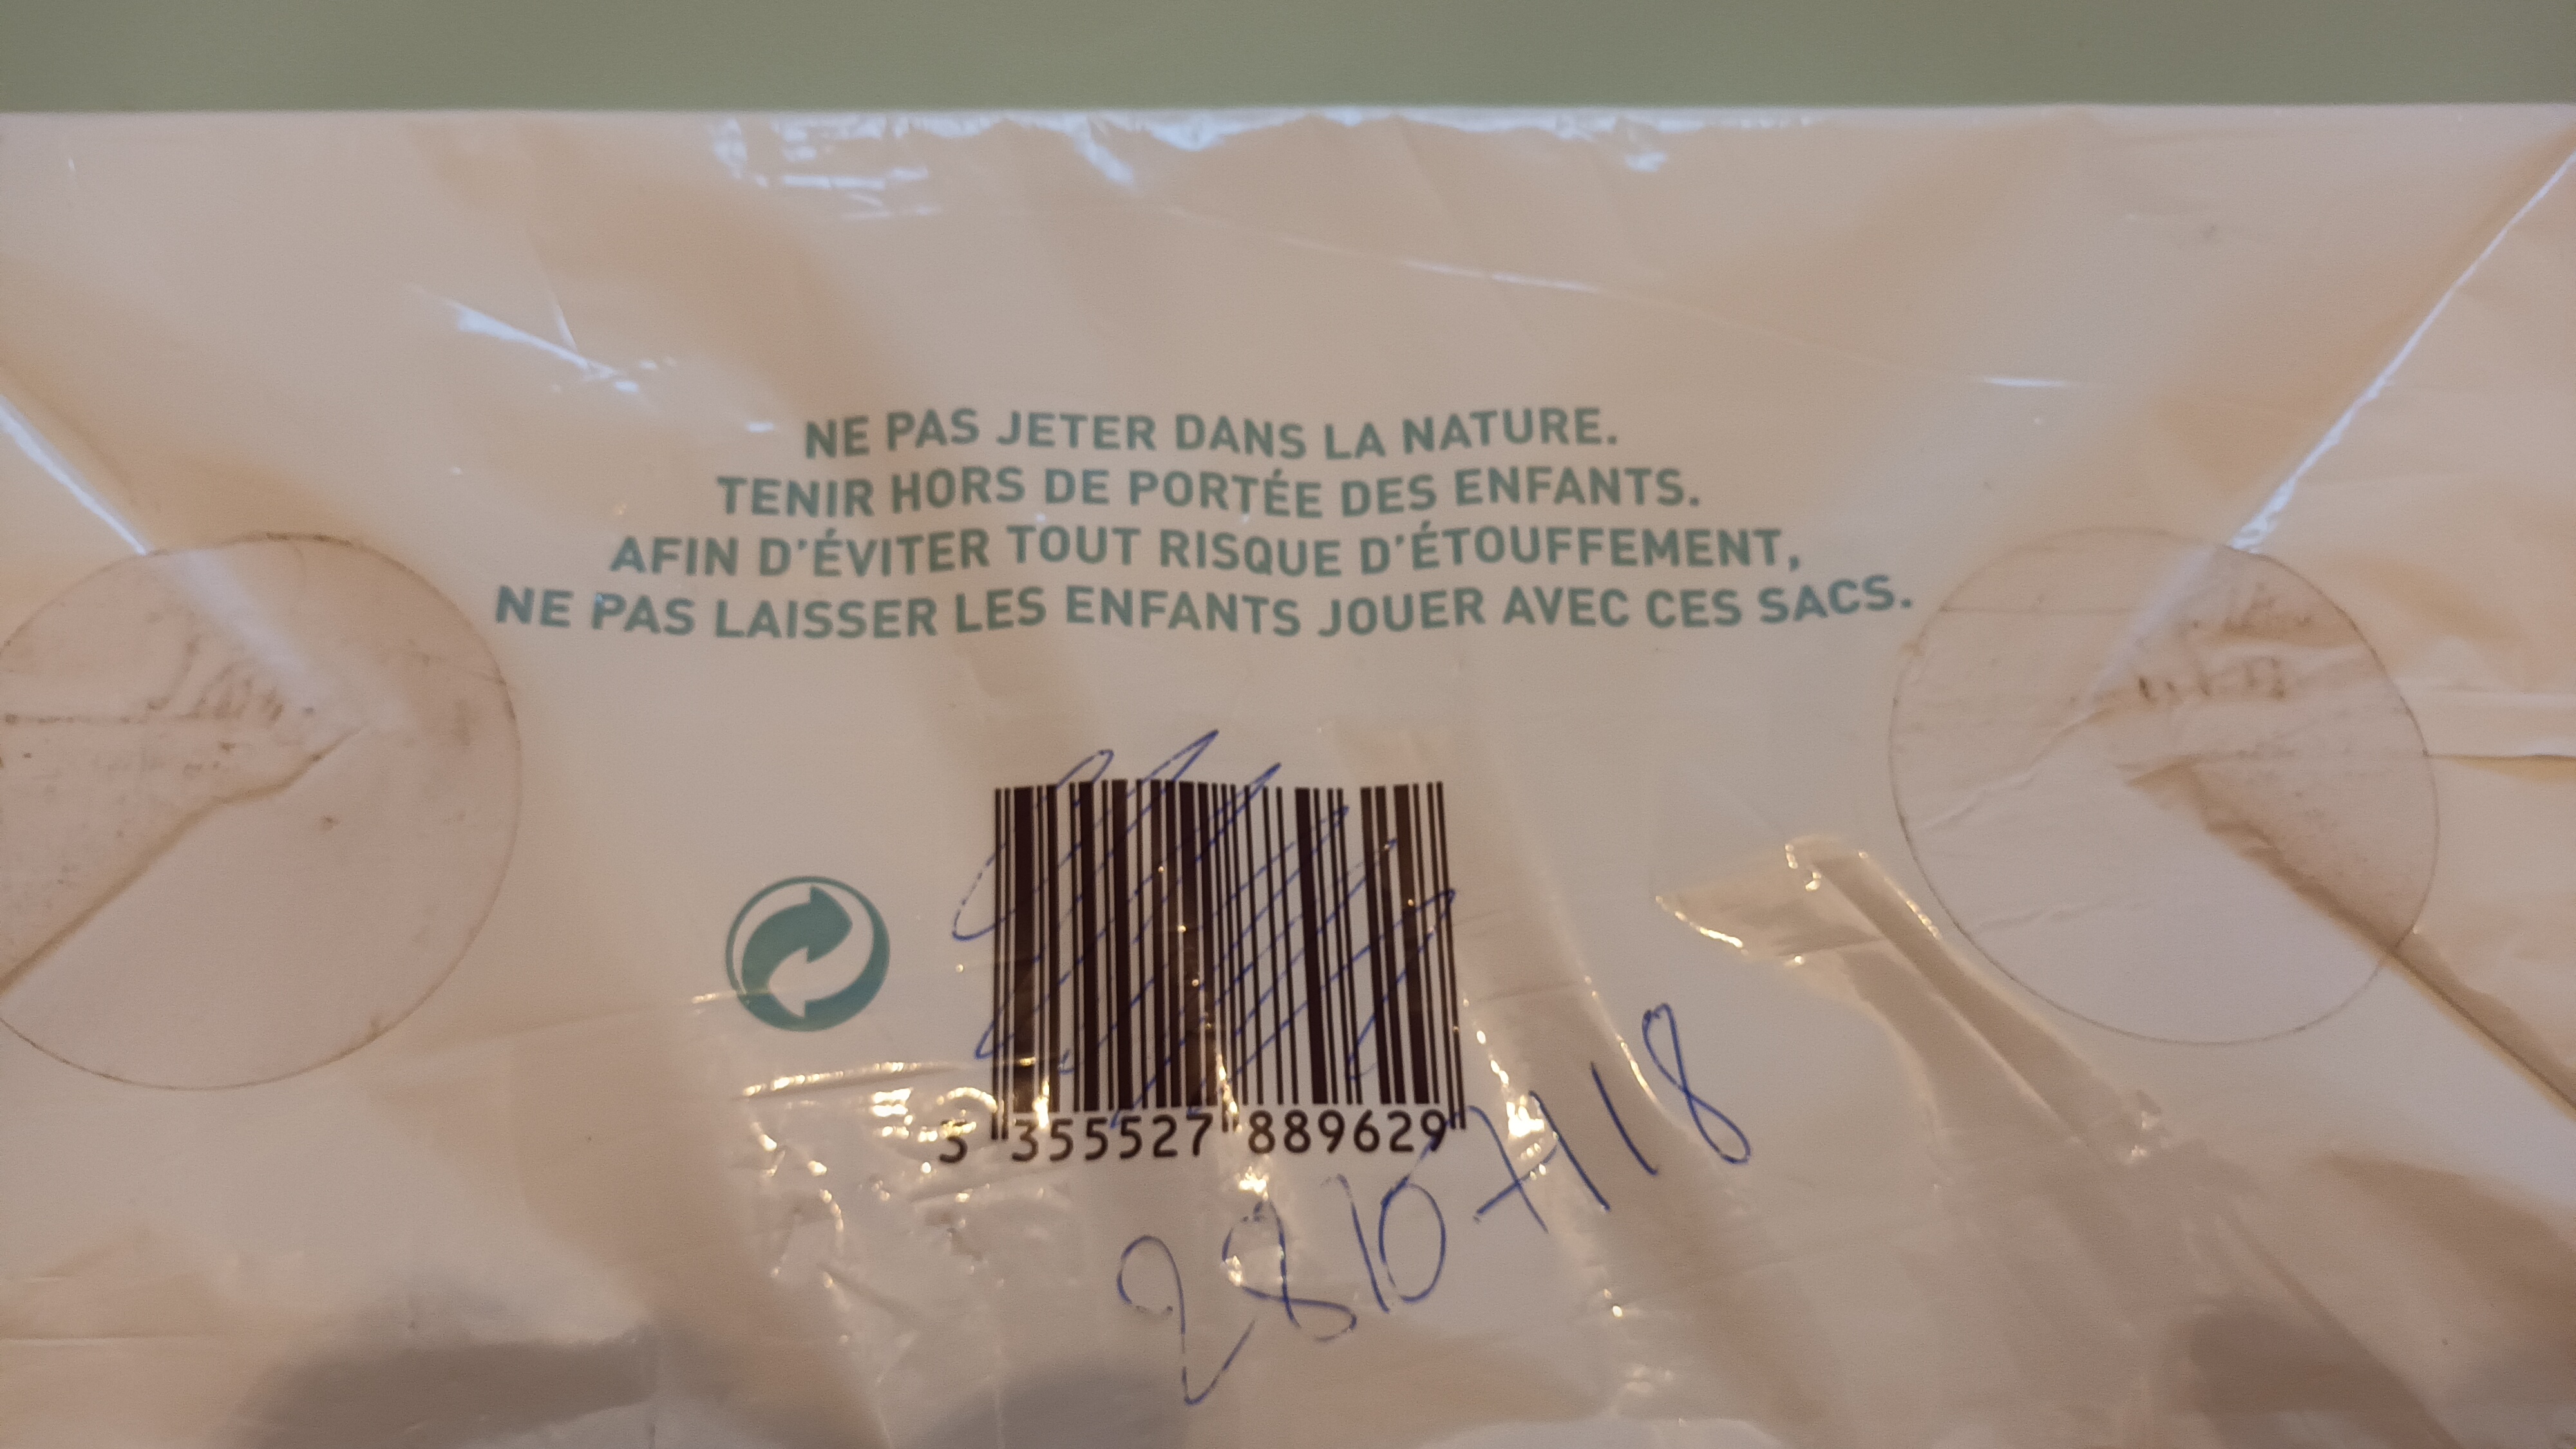 NE PAS JETER DANS LA NATURE.
TENIR HORS DE PORTÉE DES ENFANTS.
AFIN D'ÉVITER TOUT RISQUE D'ÉTOUFFEMENT,
NE PAS LAISSER LES ENFANTS JOUER AVEC CES SACS.
3 355527 889629